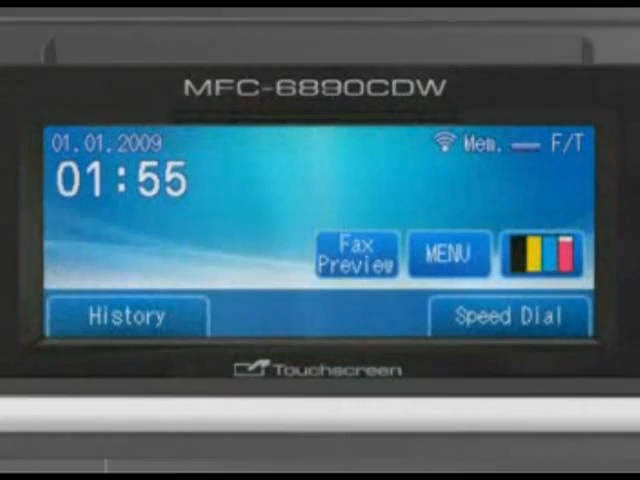 MFC-6890CDW
01.01.2009
Mem.
F/T
01:55
Fax
Preview
MENU
History
Speed Dial
Touchscreen